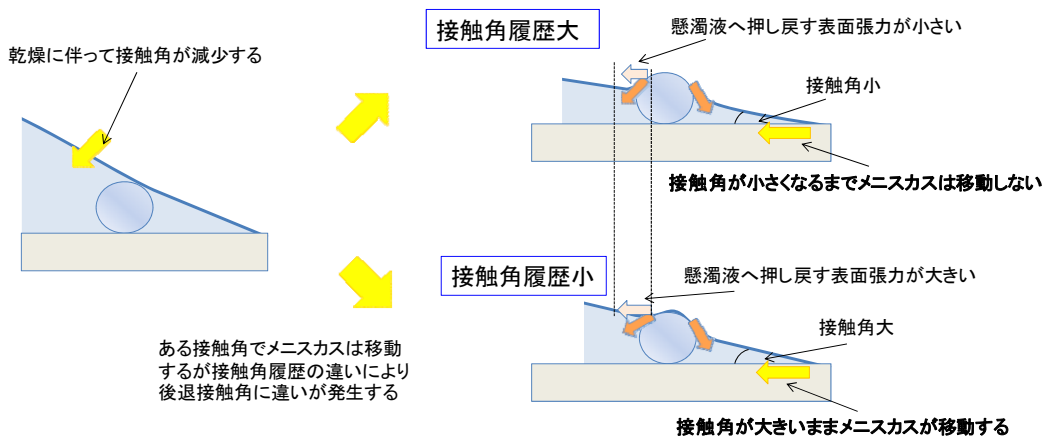 乾燥に伴って接触角が減少する
接触角履歴大
懸濁液へ押し戻す表面張力が小さい
接触角小
接触角が小さくなるまでメニスカスは移動しない
接触角履歴小
懸濁液へ押し戻す表面張力が大きい
接触角大
接触角が大きいままメニスカスが移動する
ある接触角でメニスカスは移動
するが接触角履歴の違いにより
後退接触角に違いが発生する